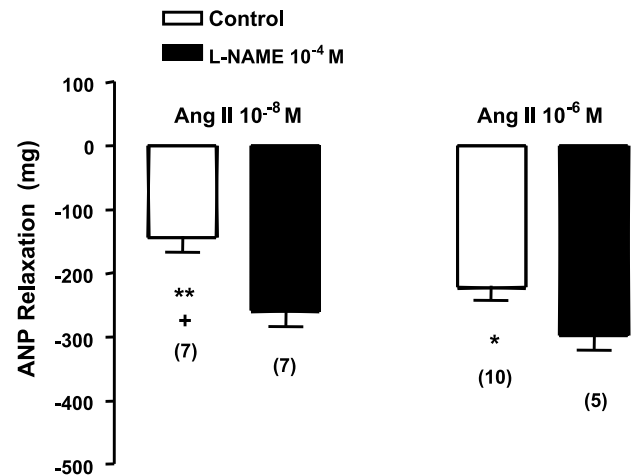 Control
L-NAME 10⁻⁴ M
Ang II 10⁻⁸ M
Ang II 10⁻⁶ M
ANP Relaxation (mg)
100
0
-100
-200
-300
-400
-500
**
+
(7)
(7)
*
(10)
(5)